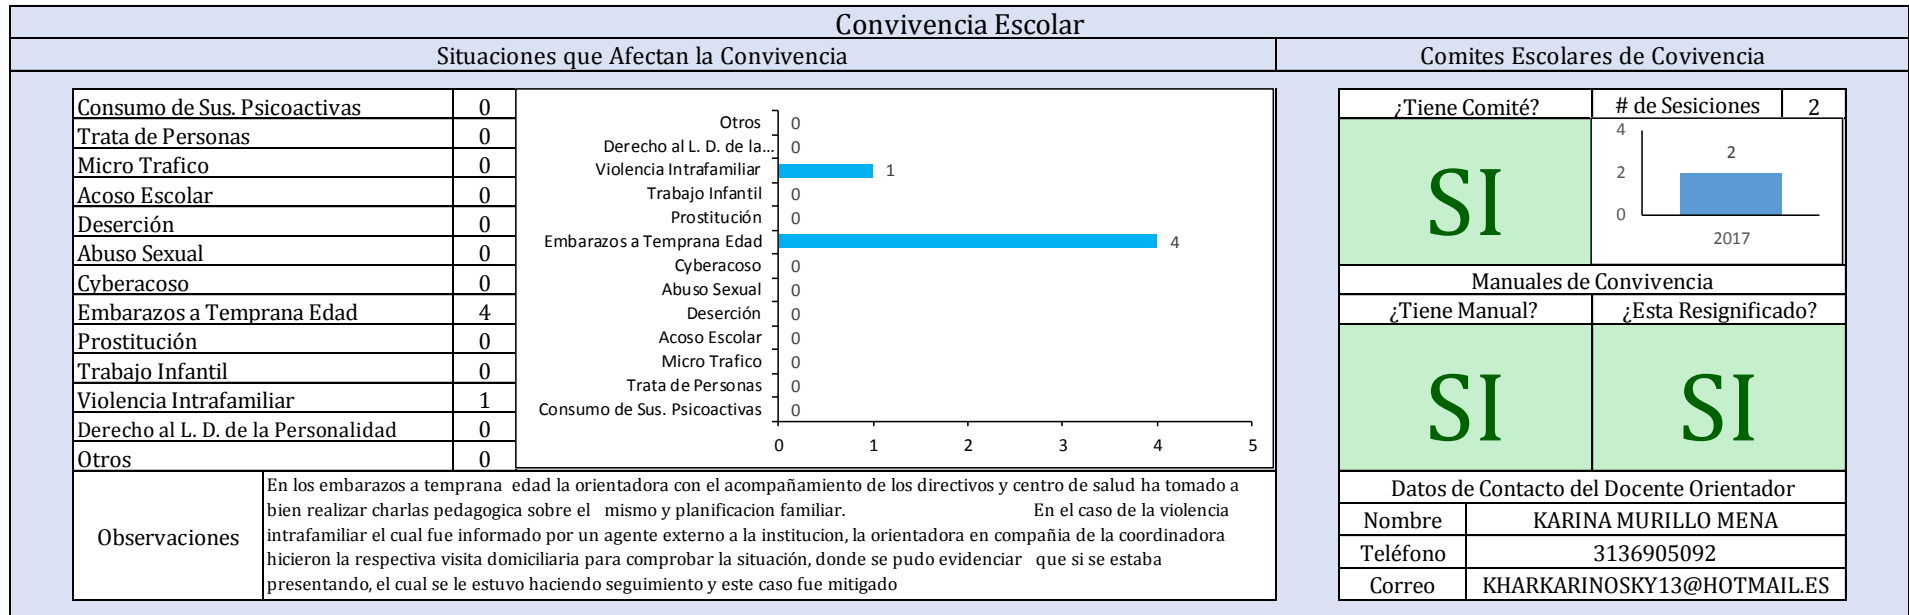 Convivencia Escolar
Situaciones que Afectan la Convivencia
Comites Escolares de Covivencia
Consumo de Sus. Psicoactivas 0
Trata de Personas 0
Micro Trafico 0
Acoso Escolar 0
Deserción 0
Abuso Sexual 0
Cyberacoso 0
Embarazos a Temprana Edad 4
Prostitución 0
Trabajo Infantil 0
Violencia Intrafamiliar 1
Derecho al L. D. de la Personalidad 0
Otros 0
Otros 0
Derecho al L. D. de la... 0
Violencia Intrafamiliar 1
Trabajo Infantil 0
Prostitución 0
Embarazos a Temprana Edad 4
Cyberacoso 0
Abuso Sexual 0
Deserción 0
Acoso Escolar 0
Micro Trafico 0
Trata de Personas 0
Consumo de Sus. Psicoactivas 0
0 1 2 3 4 5
Observaciones
En los embarazos a temprana edad la orientadora con el acompañamiento de los directivos y centro de salud ha tomado a
bien realizar charlas pedagogica sobre el mismo y planificacion familiar. En el caso de la violencia
intrafamiliar el cual fue informado por un agente externo a la institucion, la orientadora en compañia de la coordinadora
hicieron la respectiva visita domiciliaria para comprobar la situación, donde se pudo evidenciar que si se estaba
presentando, el cual se le estuvo haciendo seguimiento y este caso fue mitigado
¿Tiene Comité? # de Sesiciones 2
SI
4
2
0
2
2017
Manuales de Convivencia
¿Tiene Manual? ¿Esta Resignificado?
SI SI
Datos de Contacto del Docente Orientador
Nombre KARINA MURILLO MENA
Teléfono 3136905092
Correo KHARKARINOSKY13@HOTMAIL.ES